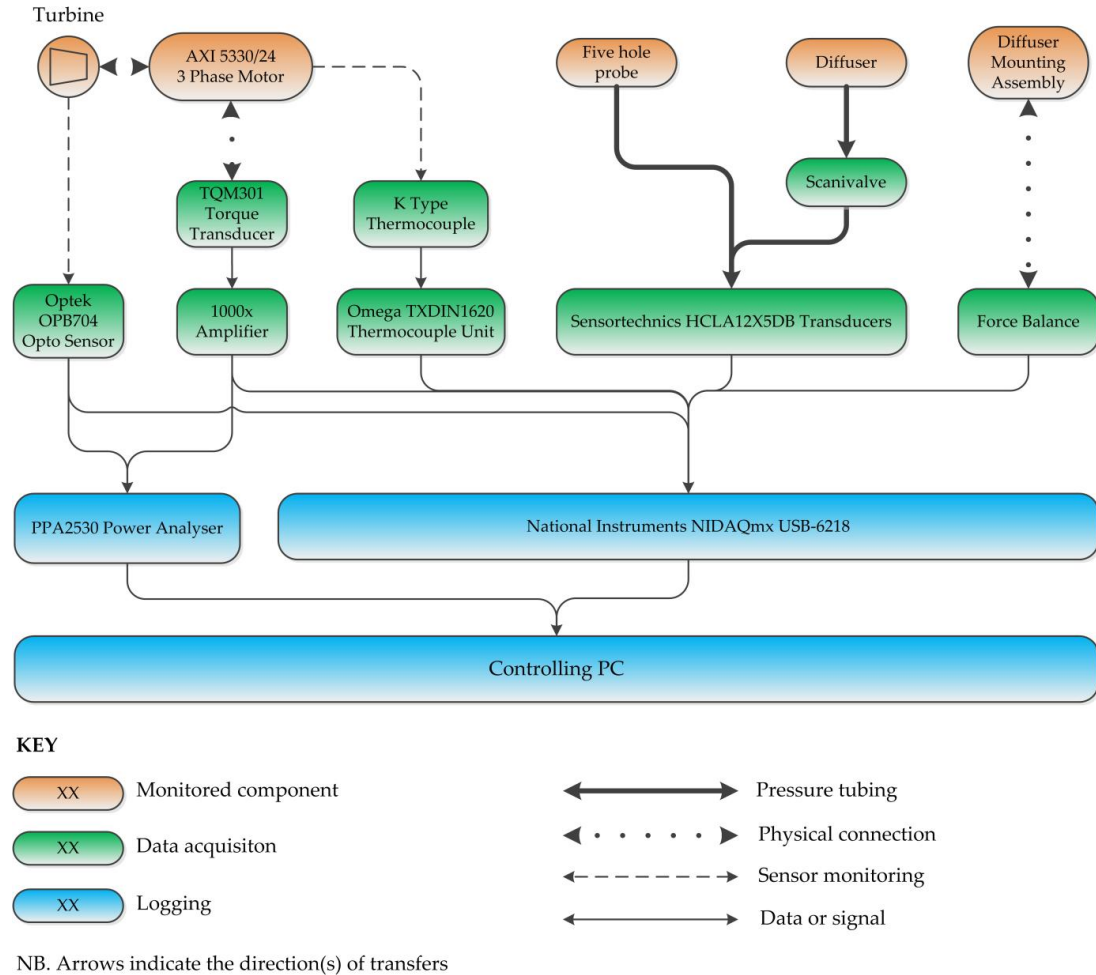 Turbine
AXI 5330/24
3 Phase Motor
Five hole
probe
Diffuser
Diffuser
Mounting
Assembly
TQM301
Torque
Transducer
K Type
Thermocouple
Scanivalve
Optek
OPB704
Opto Sensor
1000x
Amplifier
Omega TXDIN1620
Thermocouple Unit
Sensortechnics HCLA12X5DB Transducers
Force Balance
PPA2530 Power Analyser
National Instruments NIDAQmx USB-6218
Controlling PC
KEY
XX Monitored component
XX Data acquisiton
XX Logging
Pressure tubing
Physical connection
Sensor monitoring
Data or signal
NB. Arrows indicate the direction(s) of transfers